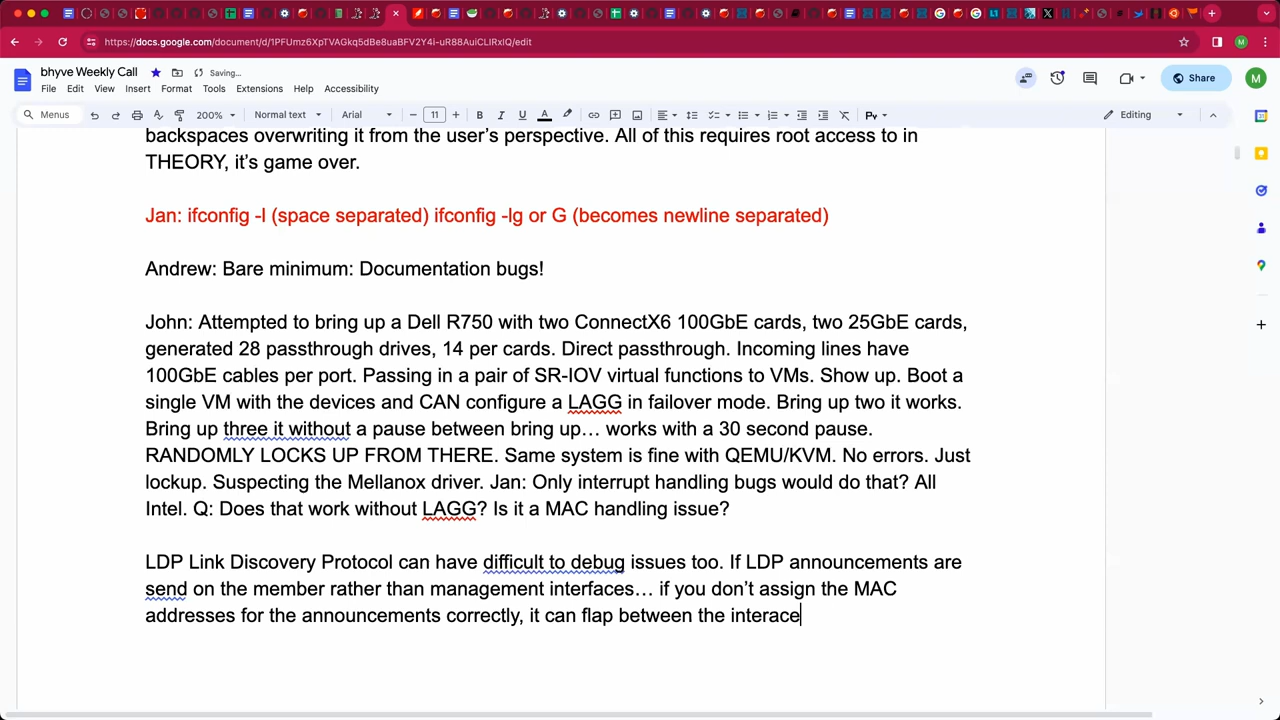 https://docs.google.com/document/d/1PFUmz6XpTVAGkq5dBe8uaBFV2Y4i-uR88AuiCLIRxIQ/edit
M
bhyve Weekly Call
Saving...
File Edit View Insert Format Tools Extensions Help Accessibility
Share
M
Menus
200%
Normal text
Arial
11
Editing
backspaces overwriting it from the user's perspective. All of this requires root access to in
THEORY, it's game over.
Jan: ifconfig -l (space separated) ifconfig -lg or G (becomes newline separated)
Andrew: Bare minimum: Documentation bugs!
John: Attempted to bring up a Dell R750 with two ConnectX6 100GbE cards, two 25GbE cards,
generated 28 passthrough drives, 14 per cards. Direct passthrough. Incoming lines have
100GbE cables per port. Passing in a pair of SR-IOV virtual functions to VMs. Show up. Boot a
single VM with the devices and CAN configure a LAGG in failover mode. Bring up two it works.
Bring up three it without a pause between bring up… works with a 30 second pause.
RANDOMLY LOCKS UP FROM THERE. Same system is fine with QEMU/KVM. No errors. Just
lockup. Suspecting the Mellanox driver. Jan: Only interrupt handling bugs would do that? All
Intel. Q: Does that work without LAGG? Is it a MAC handling issue?
LDP Link Discovery Protocol can have difficult to debug issues too. If LDP announcements are
send on the member rather than management interfaces… if you don't assign the MAC
addresses for the announcements correctly, it can flap between the interace